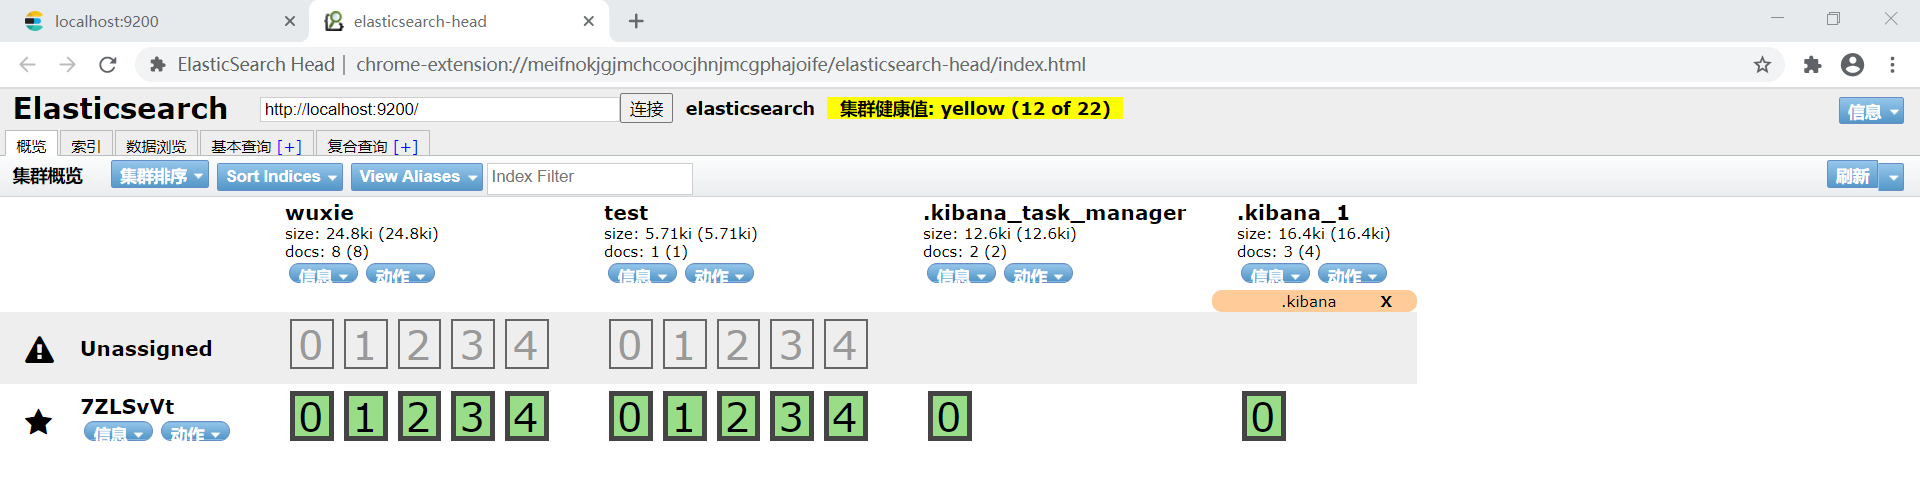 localhost:9200
elasticsearch-head
ElasticSearch Head | chrome-extension://meifnokjgjmchcoocjhnjmcgphajoife/elasticsearch-head/index.html
Elasticsearch http://localhost:9200/ 连接 elasticsearch 集群健康值: yellow (12 of 22) 信息
概览 索引 数据浏览 基本查询 [+] 复合查询 [+]
集群概览 集群排序 Sort Indices View Aliases Index Filter 刷新
wuxie test .kibana_task_manager .kibana_1
size: 24.8ki (24.8ki) size: 5.71ki (5.71ki) size: 12.6ki (12.6ki) size: 16.4ki (16.4ki)
docs: 8 (8) docs: 1 (1) docs: 2 (2) docs: 3 (4)
信息 动作 信息 动作 信息 动作 信息 动作
.kibana X
Unassigned 0 1 2 3 4 0 1 2 3 4
7ZLSvVt 0 1 2 3 4 0 1 2 3 4 0 0
信息 动作